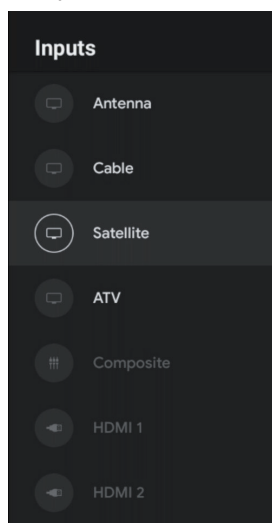 Inputs
Antenna
Cable
Satellite
ATV
Composite
HDMI 1
HDMI 2